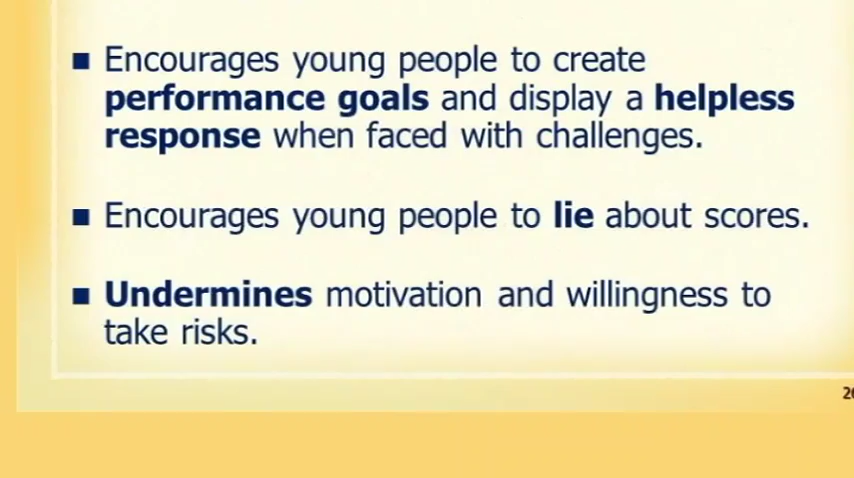 ■ Encourages young people to create
performance goals and display a helpless
response when faced with challenges.
■ Encourages young people to lie about scores.
■ Undermines motivation and willingness to
take risks.